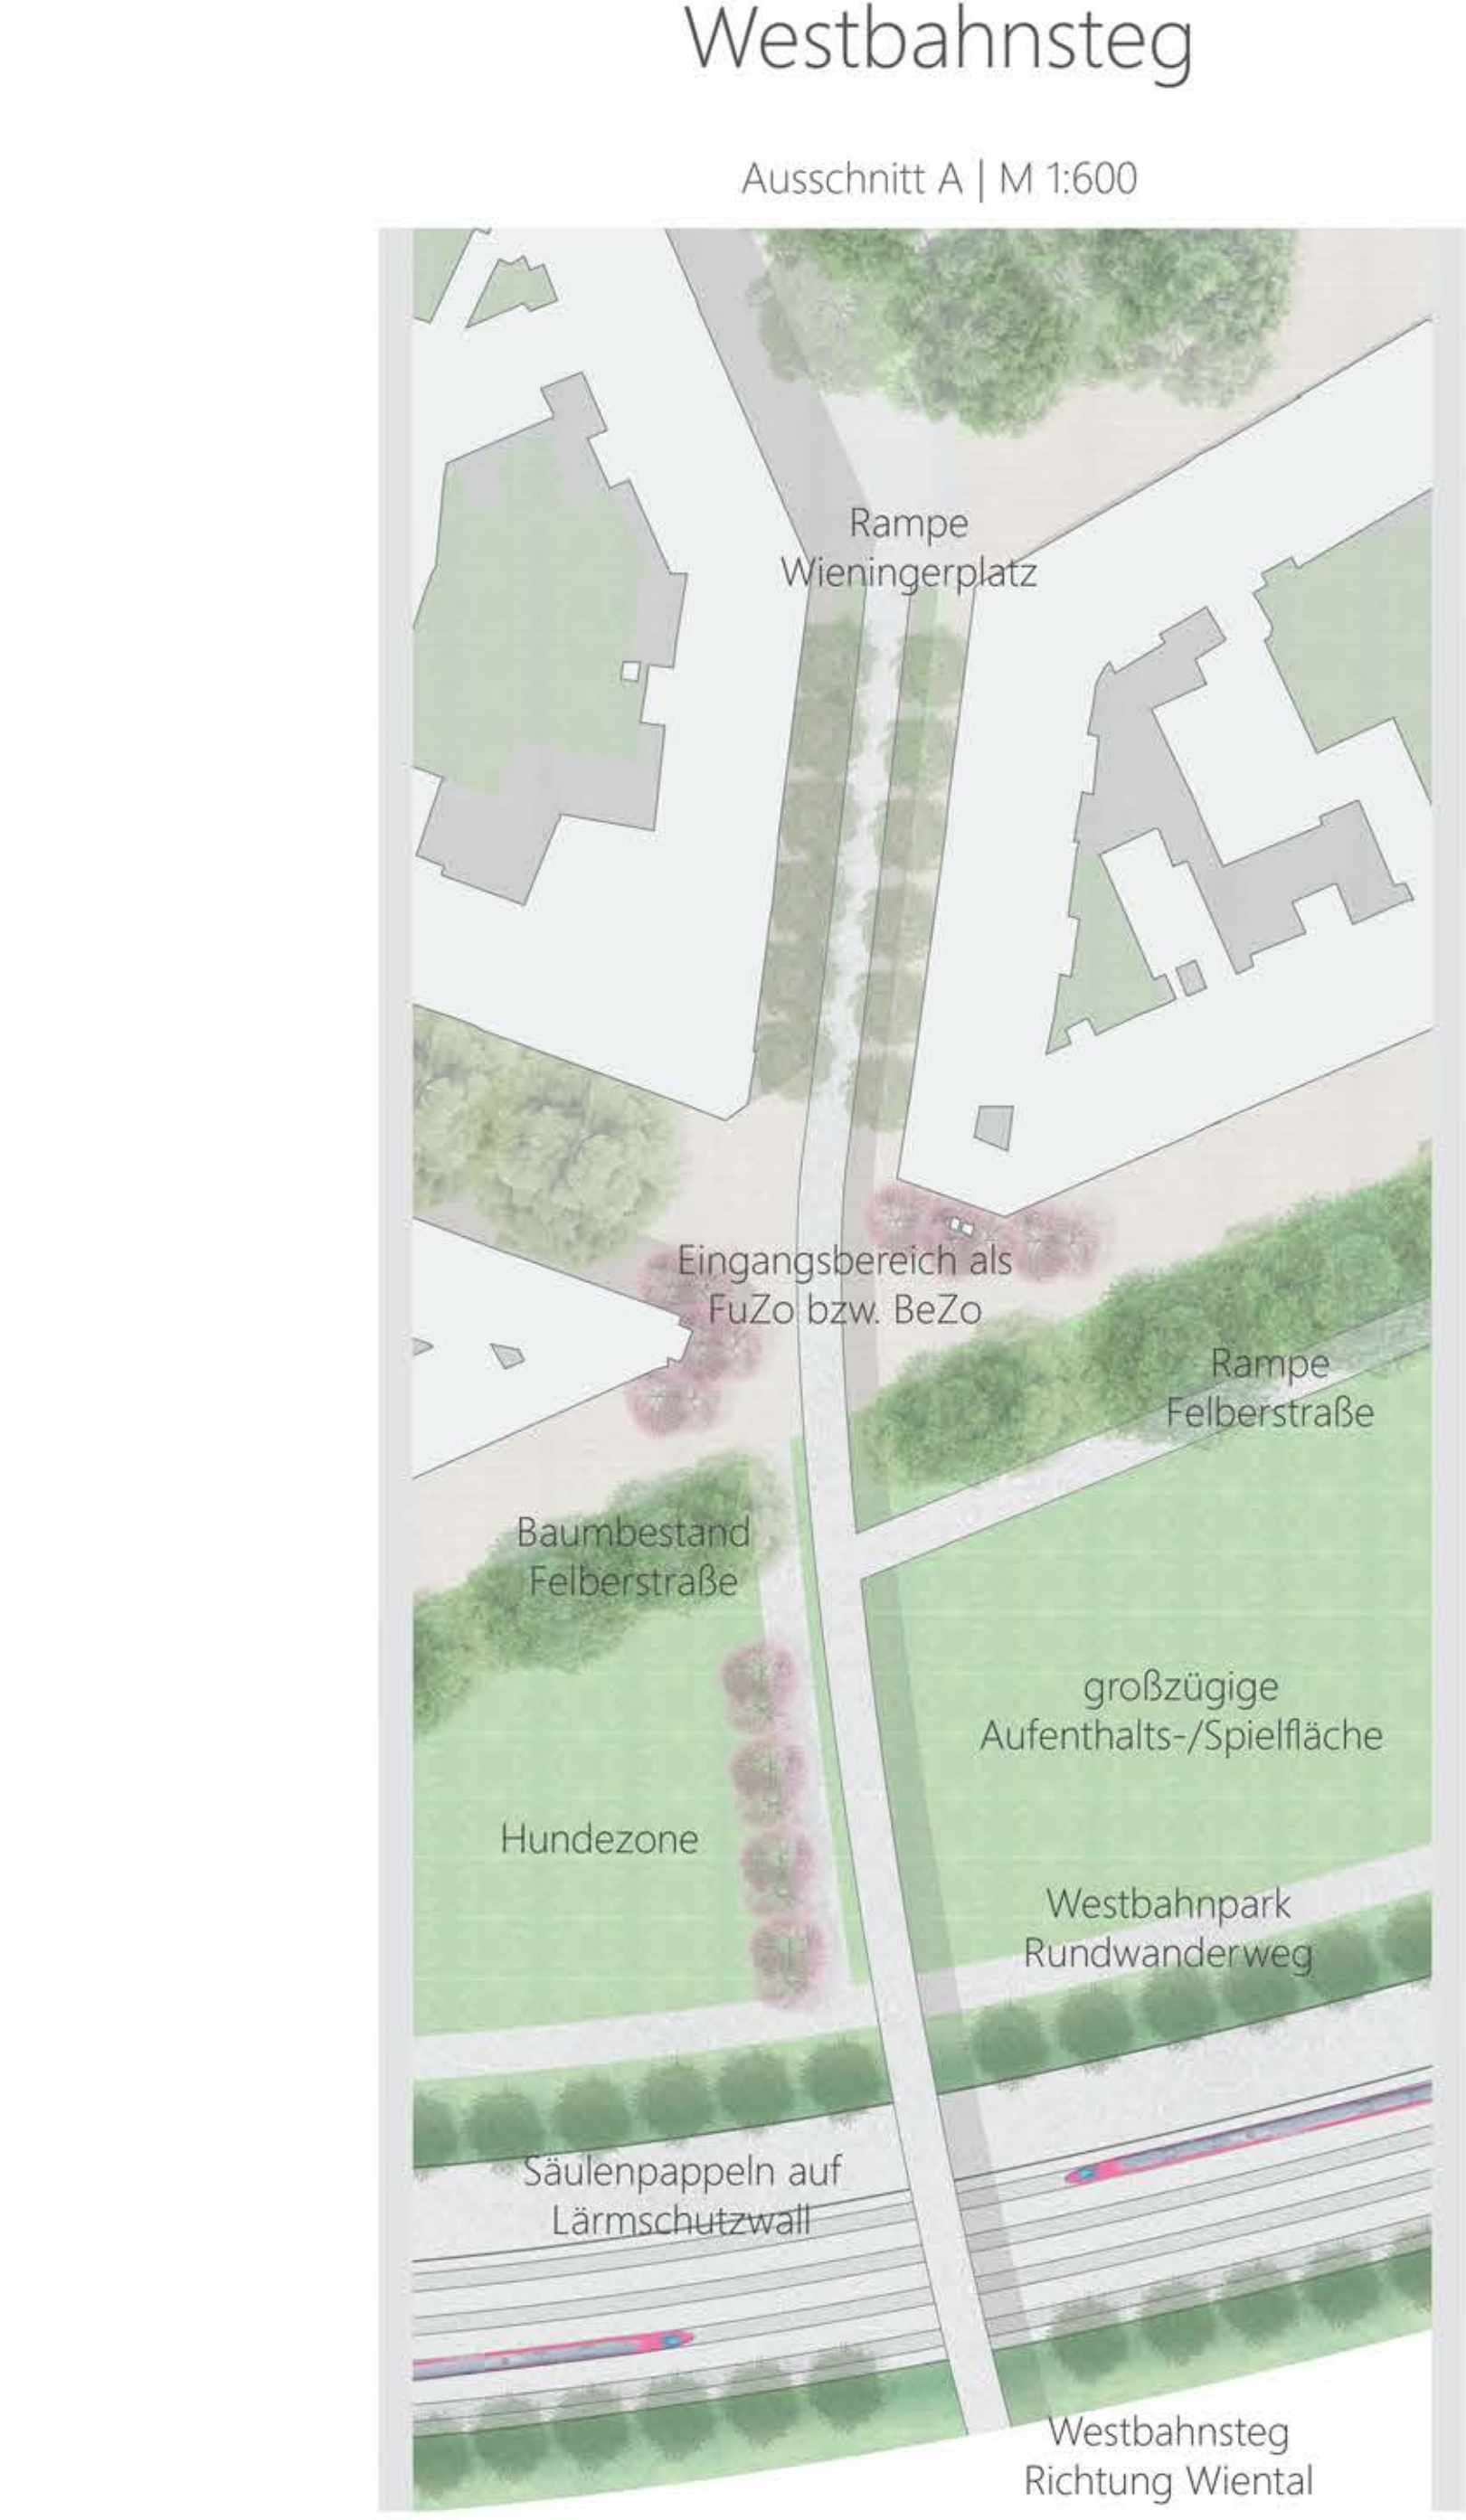 Westbahnsteg
Ausschnitt A | M 1:600
Rampe
Wieningerplatz
Eingangsbereich als
FuZo bzw. BeZo
Rampe
Felberstraße
Baumbestand
Felberstraße
großzügige
Aufenthalts-/Spielfläche
Hundezone
Westbahnpark
Rundwanderweg
Säulenpappeln auf
Lärmschutzwall
Westbahnsteg
Richtung Wiental